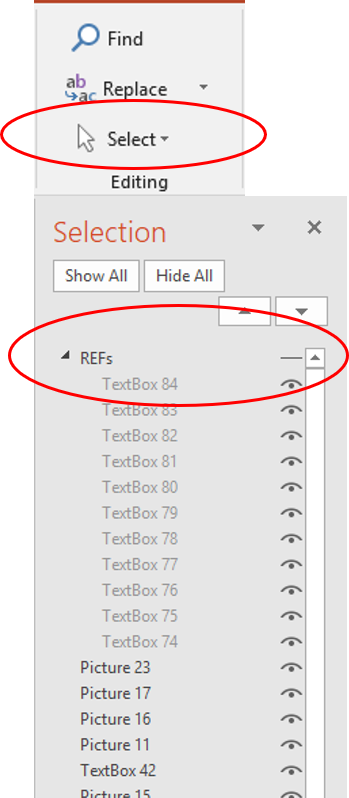 Find
ab
ac Replace
Select
Editing
Selection
Show All Hide All
REFs
TextBox 84
TextBox 83
TextBox 82
TextBox 81
TextBox 80
TextBox 79
TextBox 78
TextBox 77
TextBox 76
TextBox 75
TextBox 74
Picture 23
Picture 17
Picture 16
Picture 11
TextBox 42
Picture 15